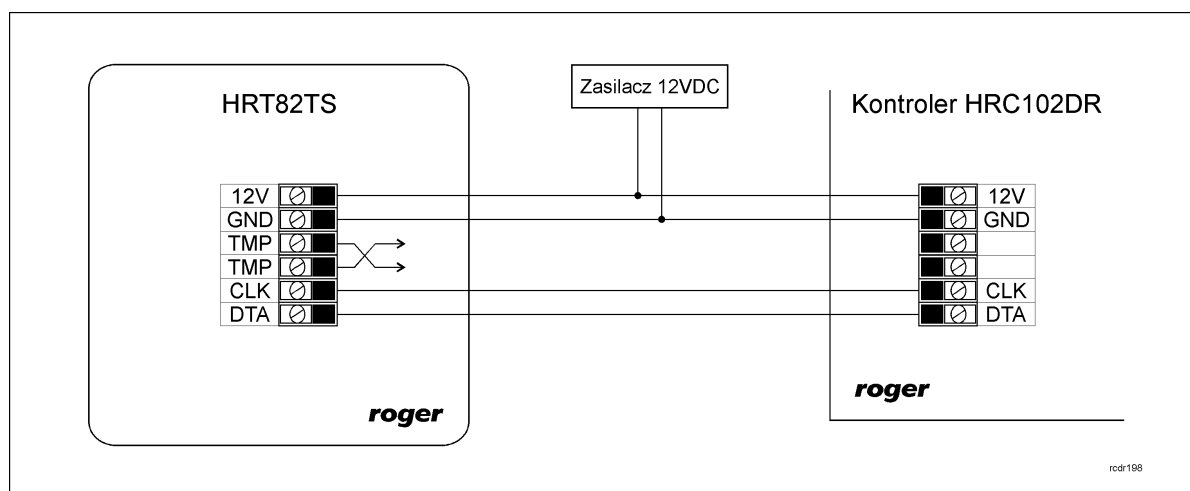 Zasilacz 12VDC
HRT82TS
Kontroler HRC102DR
12V
GND
TMP
TMP
CLK
DTA
12V
GND
CLK
DTA
roger
roger
rcdr198